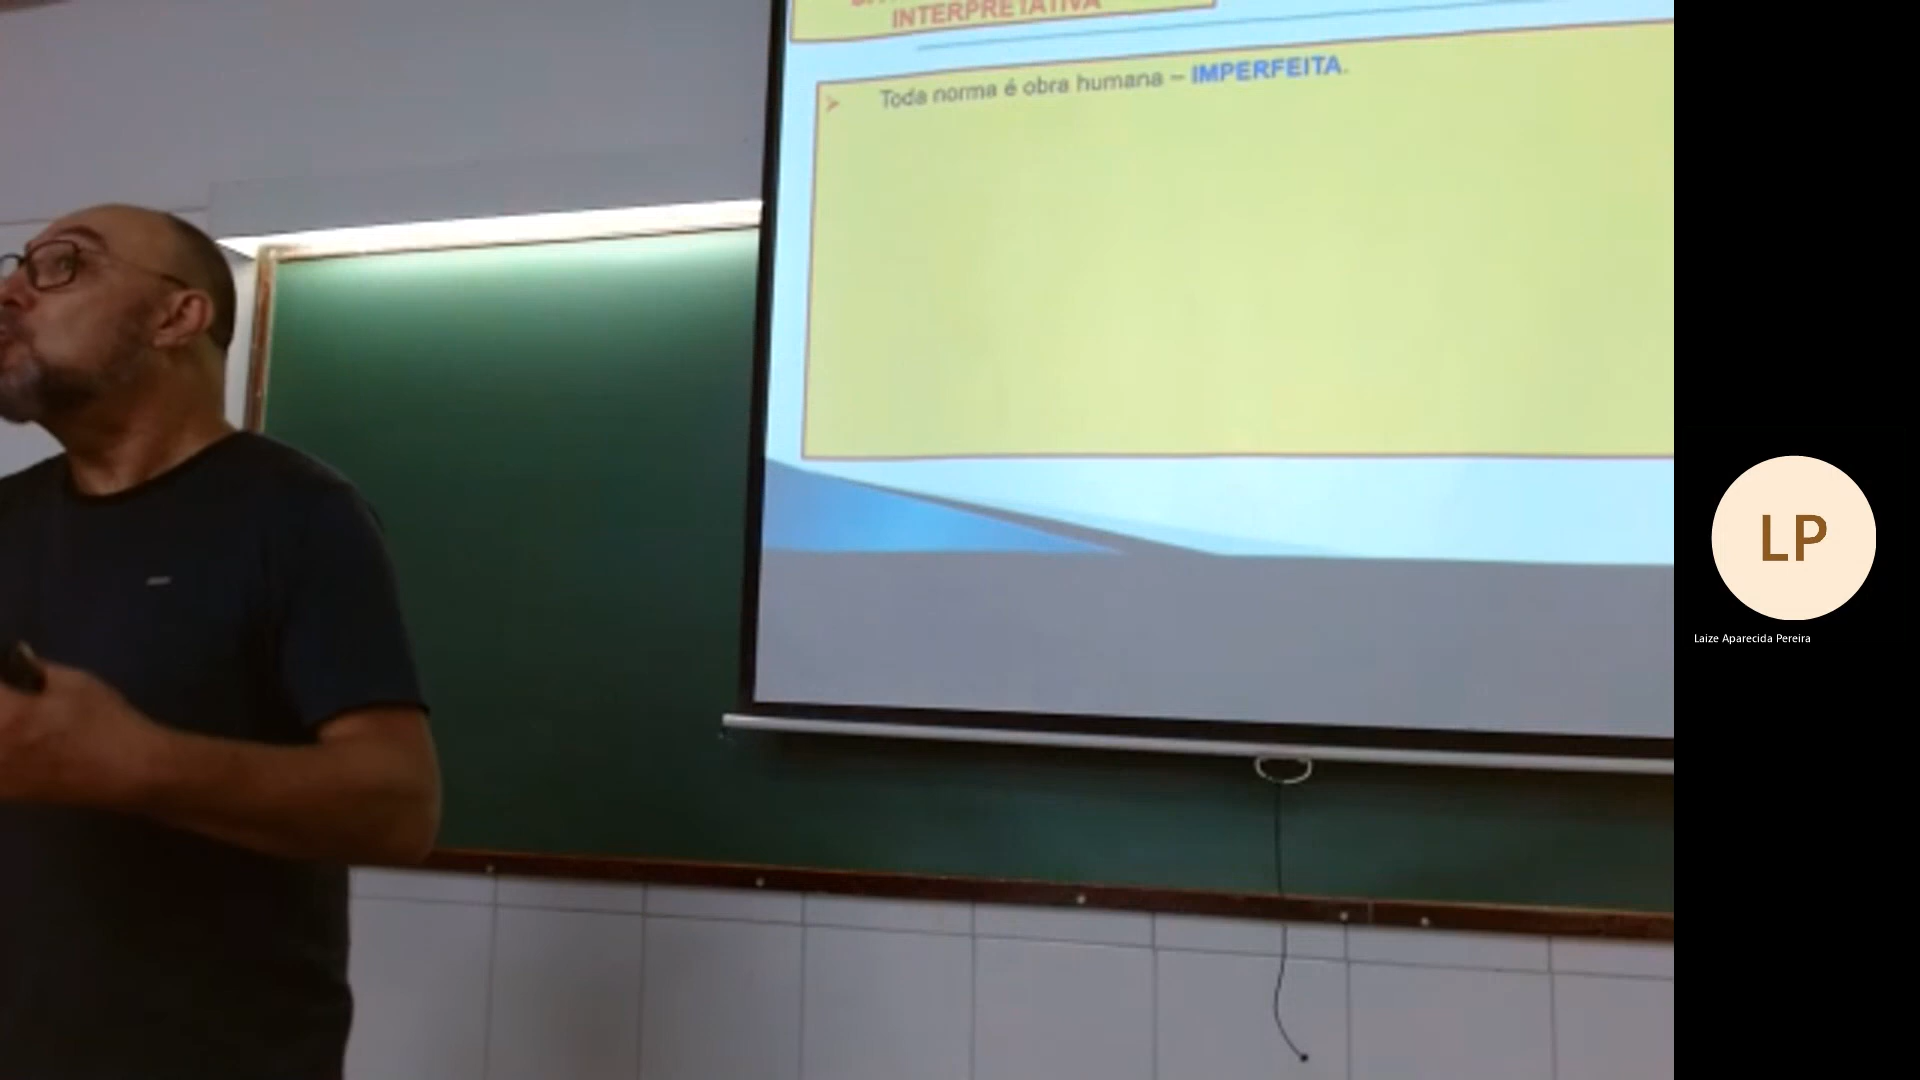 INTERPRETATIVA
Toda norma é obra humana – IMPERFEITA.
LP
Laize Aparecida Pereira